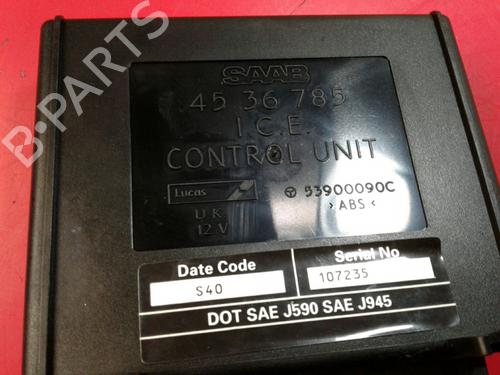 SAAB
45 36 785
I.C.E.
CONTROL UNIT
Lucas
53900090C
UK
>ABS<
12V
Date Code
Serial No
S40
107235
DOT SAE J590 SAE J945
B-PARTS